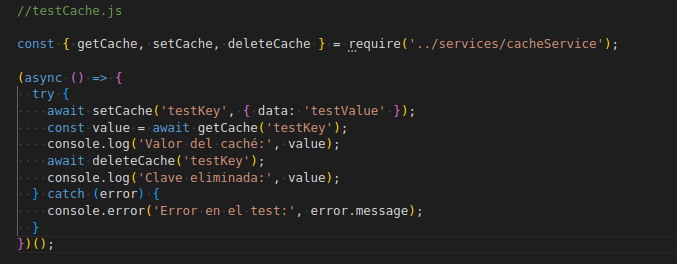 //testCache.js
const { getCache, setCache, deleteCache } = require('../services/cacheService');
(async () => {
  try {
    await setCache('testKey', { data: 'testValue' });
    const value = await getCache('testKey');
    console.log('Valor del caché:', value);
    await deleteCache('testKey');
    console.log('Clave eliminada:', value);
  } catch (error) {
    console.error('Error en el test:', error.message);
  }
})();